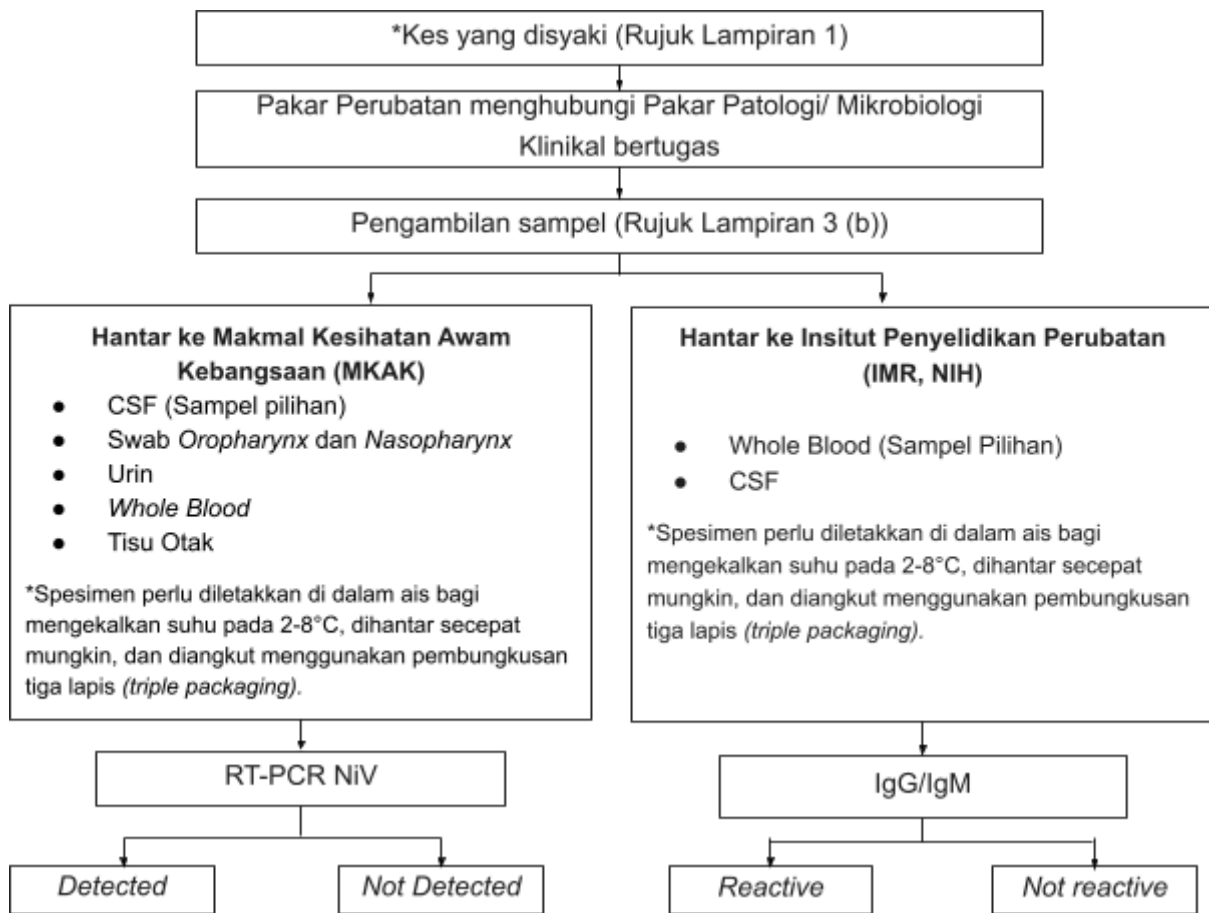 *Kes yang disyaki (Rujuk Lampiran 1)
Pakar Perubatan menghubungi Pakar Patologi/ Mikrobiologi
Klinikal bertugas
Pengambilan sampel (Rujuk Lampiran 3 (b))
Hantar ke Makmal Kesihatan Awam
Kebangsaan (MKAK)
● CSF (Sampel pilihan)
● Swab Oropharynx dan Nasopharynx
● Urin
● Whole Blood
● Tisu Otak
*Spesimen perlu diletakkan di dalam ais bagi
mengekalkan suhu pada 2-8°C, dihantar secepat
mungkin, dan diangkut menggunakan pembungkusan
tiga lapis (triple packaging).
RT-PCR NiV
Detected
Not Detected
Hantar ke Insitut Penyelidikan Perubatan
(IMR, NIH)
● Whole Blood (Sampel Pilihan)
● CSF
*Spesimen perlu diletakkan di dalam ais bagi
mengekalkan suhu pada 2-8°C, dihantar secepat
mungkin, dan diangkut menggunakan pembungkusan
tiga lapis (triple packaging).
IgG/IgM
Reactive
Not reactive